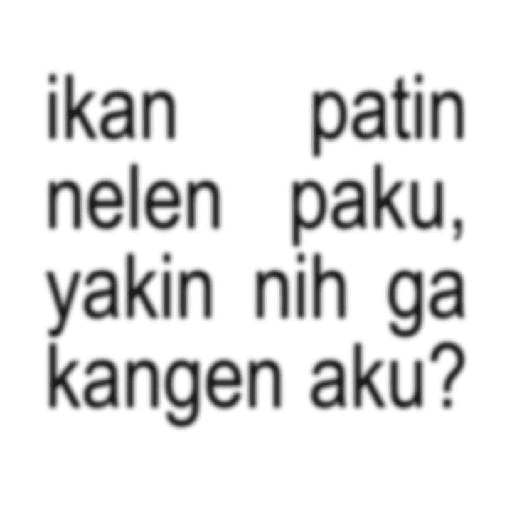 ikan patin
nelen paku,
yakin nih ga
kangen aku?